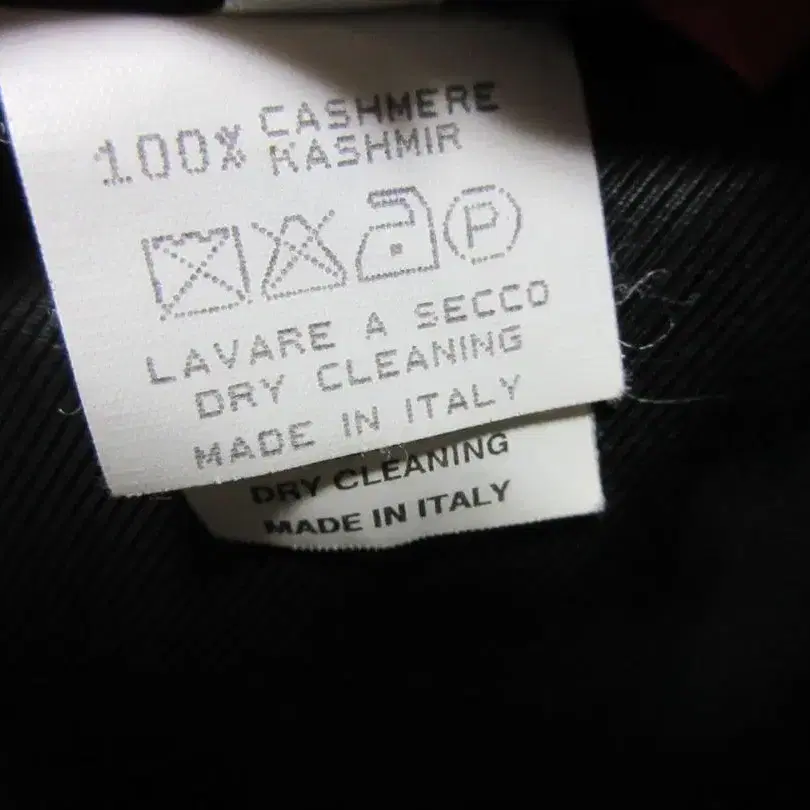 100% CASHMERE
KASHMIR
P
LAVARE A SECCO
DRY CLEANING
MADE IN ITALY
DRY CLEANING
MADE IN ITALY